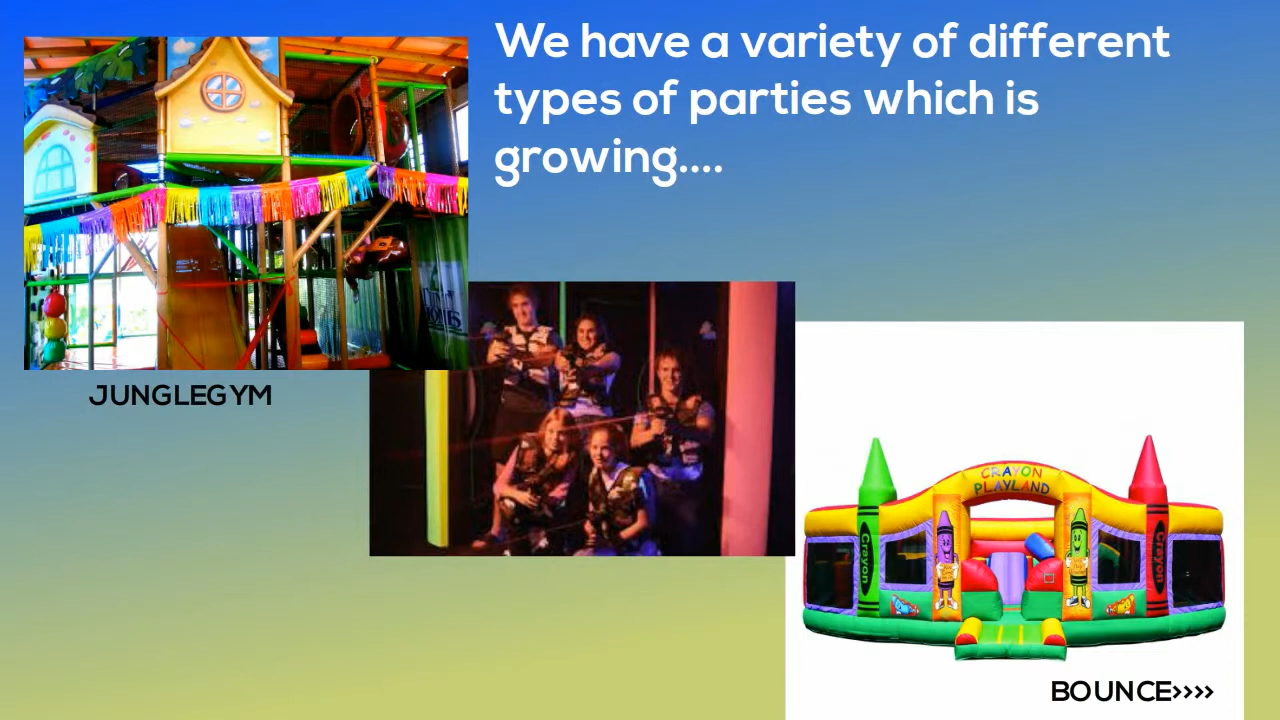 We have a variety of different
types of parties which is
growing....
JUNGLEGYM
CRAYON
PLAYLAND
Crayon
Crayon
BOUNCE>>>>